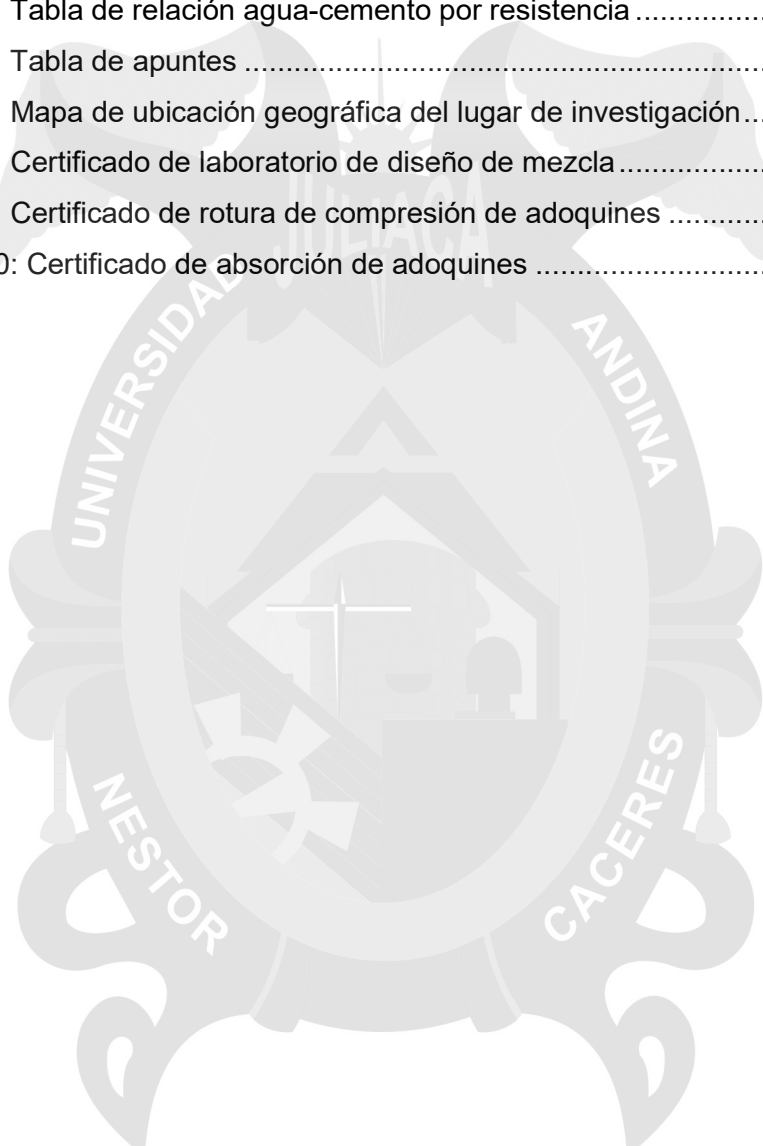 Tabla de relación agua-cemento por resistencia ................
Tabla de apuntes ................................................................
Mapa de ubicación geográfica del lugar de investigación...
Certificado de laboratorio de diseño de mezcla..................
Certificado de rotura de compresión de adoquines ............
0: Certificado de absorción de adoquines ............................
JULIACA
UNIVERSIDAD
ANDINA
NESTOR
CACERES